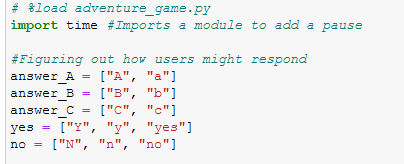 # %load adventure_game.py
import time #Imports a module to add a pause
#Figuring out how users might respond
answer_A = ["A", "a"]
answer_B = ["B", "b"]
answer_C = ["C", "c"]
yes = ["Y", "y", "yes"]
no = ["N", "n", "no"]